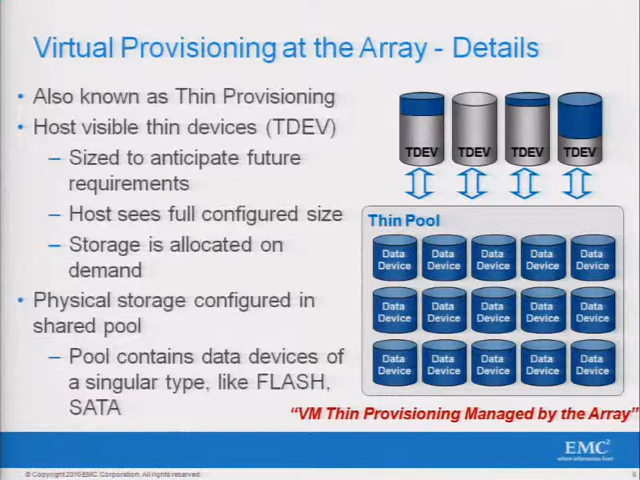 Virtual Provisioning at the Array - Details
• Also known as Thin Provisioning
• Host visible thin devices (TDEV)
– Sized to anticipate future
requirements
– Host sees full configured size
– Storage is allocated on
demand
• Physical storage configured in
shared pool
– Pool contains data devices of
a singular type, like FLASH,
SATA
TDEV TDEV TDEV TDEV
Thin Pool
Data Data Data Data Data
Device Device Device Device Device
Data Data Data Data Data
Device Device Device Device Device
Data Data Data Data Data
Device Device Device Device Device
“VM Thin Provisioning Managed by the Array”
EMC²
where information lives
© Copyright 2010 EMC Corporation. All rights reserved.